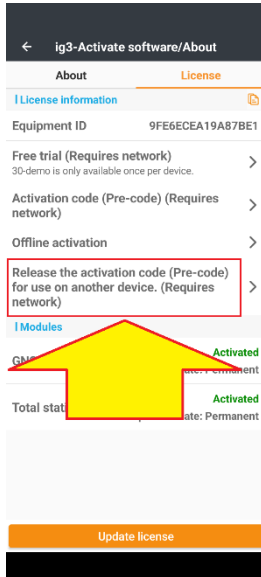 ig3-Activate software/About
About
License
License information
Equipment ID
9FE6ECEA19A87BE1
Free trial (Requires network)
30-demo is only available once per device.
Activation code (Pre-code) (Requires
network)
Offline activation
Release the activation code (Pre-code)
for use on another device. (Requires
network)
Modules
Activated
Permanent
Total
Activated
Permanent
Update license